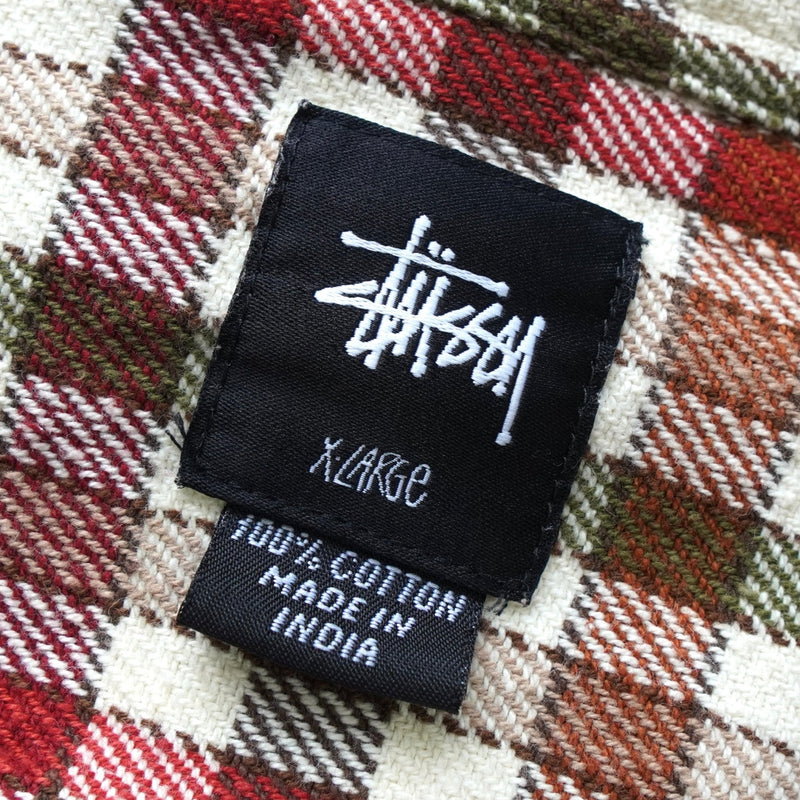 Stüssy
X-LARGE
100% COTTON
MADE IN
INDIA